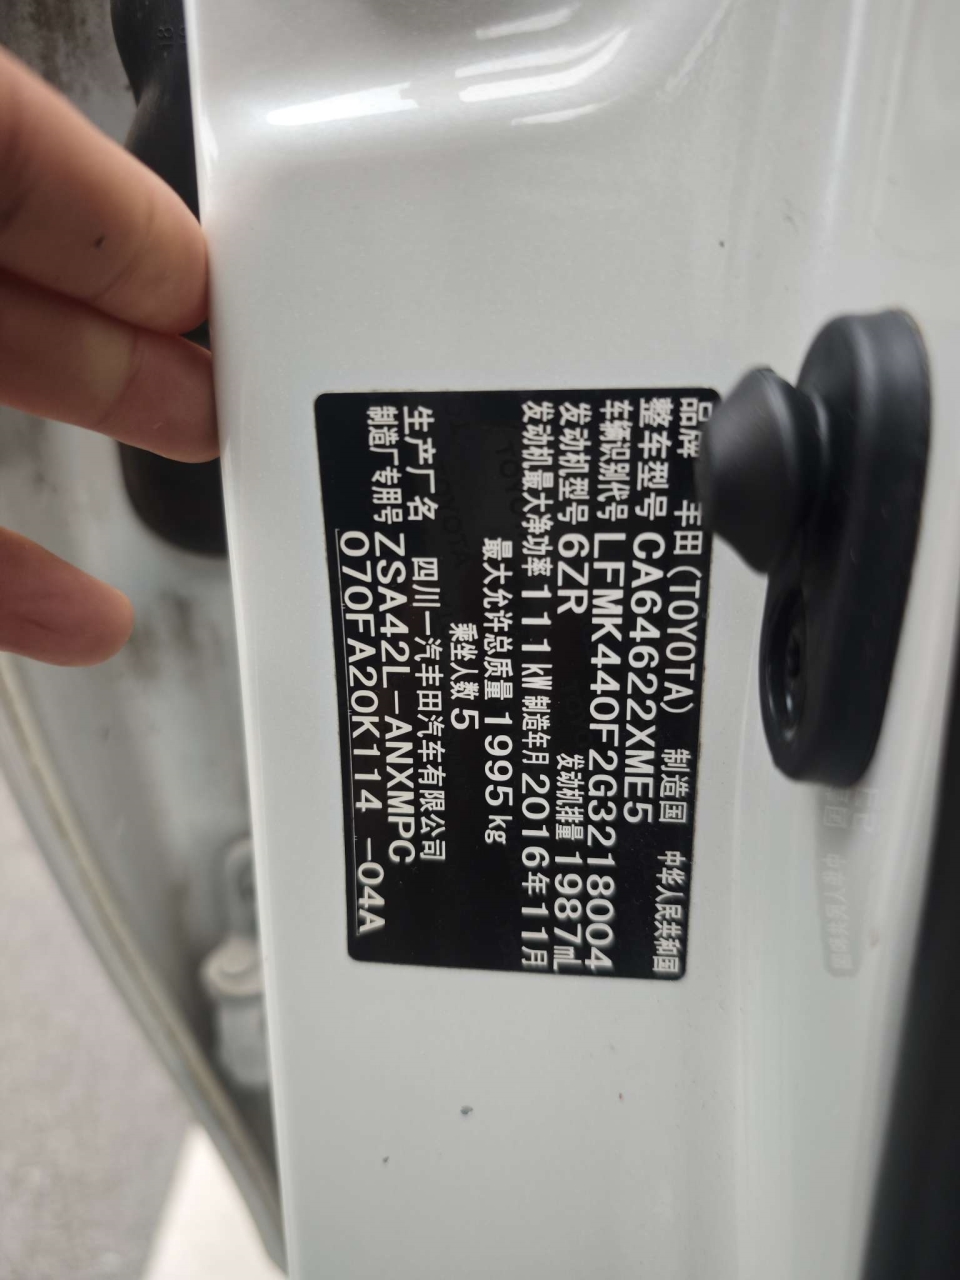 品牌 丰田(TOYOTA) 制造国 中华人民共和国
整车型号 CA64622XME5
车辆识别代号 LFMK440F2G3218004
发动机型号 6ZR 发动机排量 1987mL
发动机最大净功率 111kW 制造年月 2016年11月
最大允许总质量 1995kg
乘坐人数 5
生产厂名 四川一汽丰田汽车有限公司
制造厂专用号 ZSA42L-ANXMPC
070FA20K114 -04A